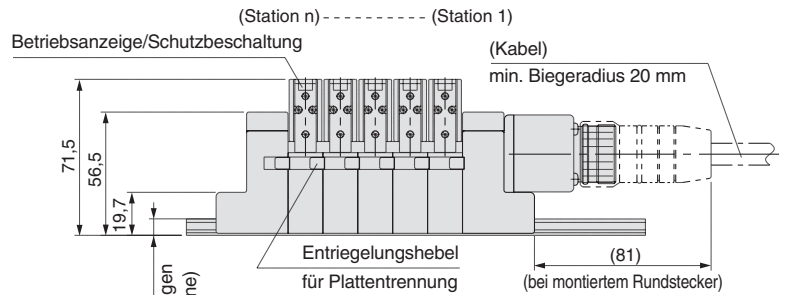 (Station n) - - - - - - - - - - - (Station 1)
Betriebsanzeige/Schutzbeschaltung
(Kabel)
min. Biegeradius 20 mm
71,5
56,5
19,7
Entriegelungshebel
für Plattentrennung
(81)
(bei montiertem Rundstecker)